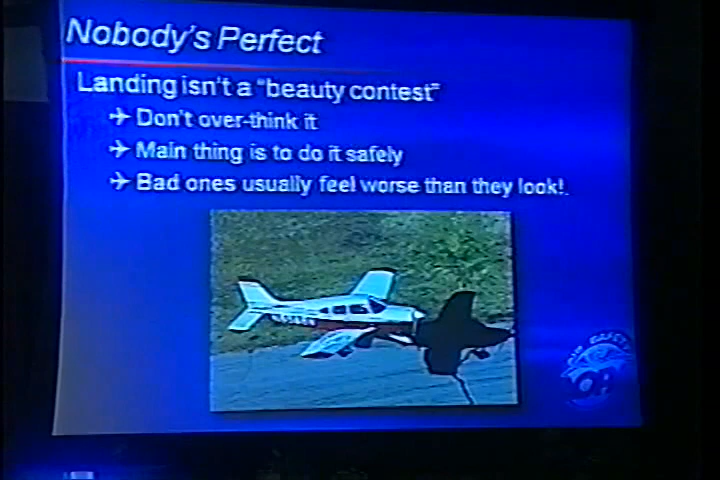 Nobody's Perfect
Landing isn't a "beauty contest"
Don't over-think it
Main thing is to do it safely
Bad ones usually feel worse than they look!